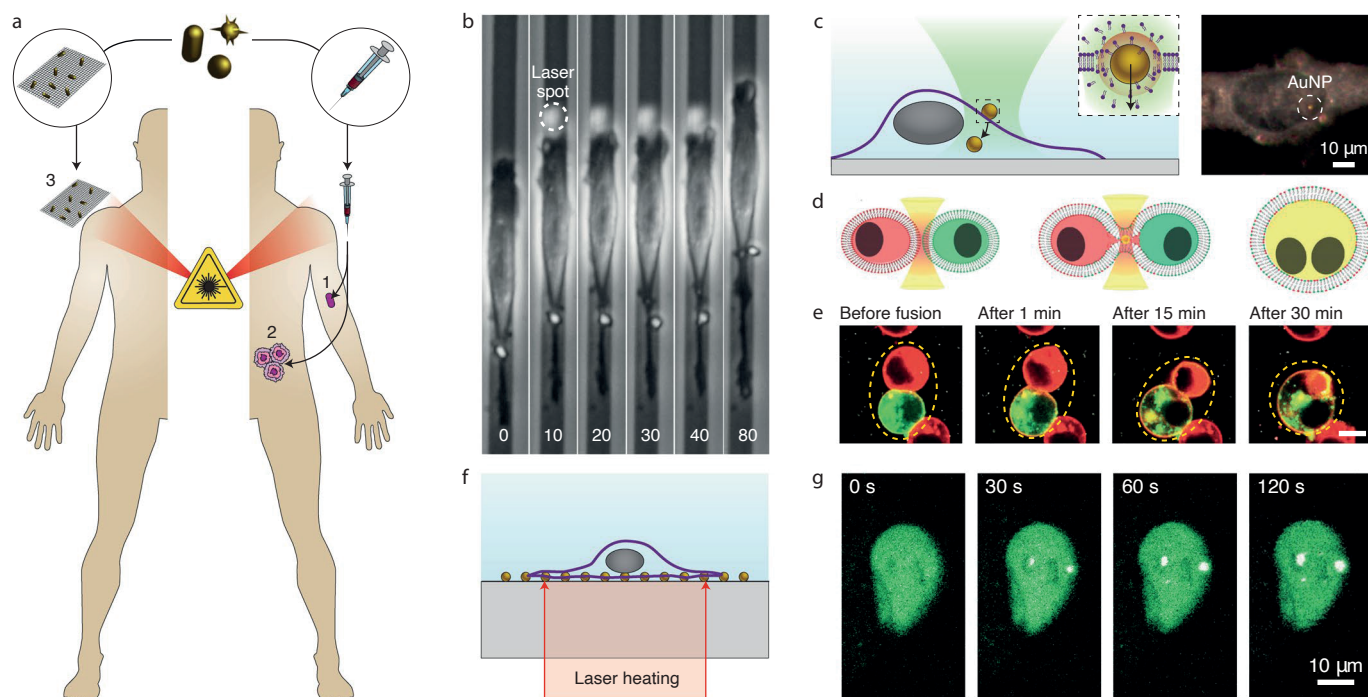 a
3
1
2
b
Laser
spot
0
10
20
30
40
80
c
AuNP
10 µm
d
e
Before fusion
After 1 min
After 15 min
After 30 min
f
Laser heating
g
0 s
30 s
60 s
120 s
10 µm